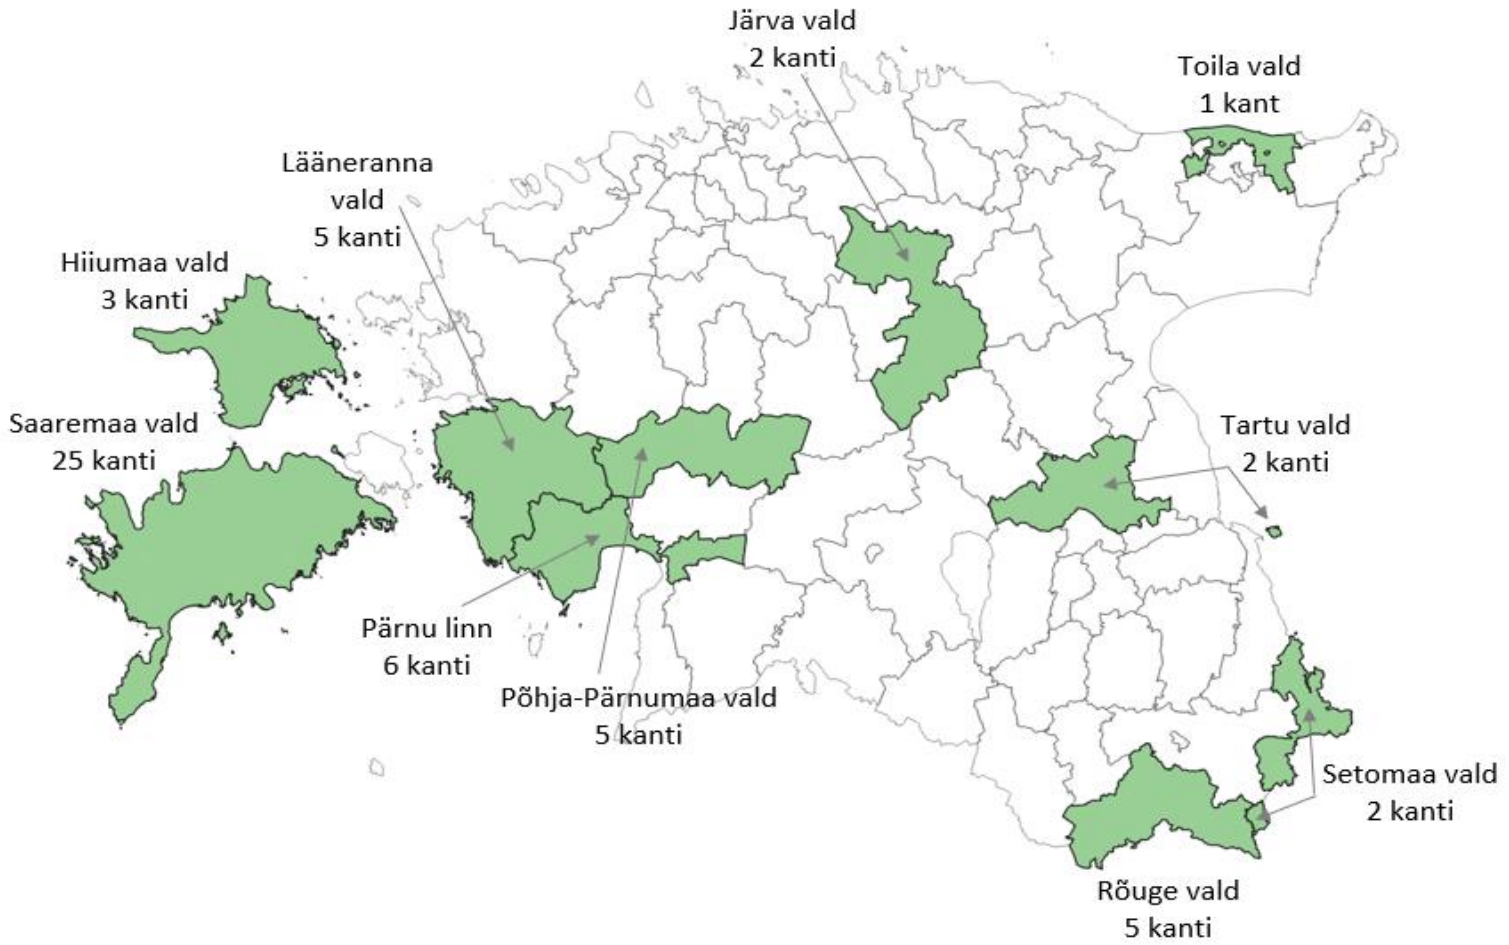 Järva vald
2 kanti
Toila vald
1 kant
Lääneranna
vald
5 kanti
Hiiumaa vald
3 kanti
Saaremaa vald
25 kanti
Tartu vald
2 kanti
Pärnu linn
6 kanti
Põhja-Pärnumaa vald
5 kanti
Setomaa vald
2 kanti
Rõuge vald
5 kanti